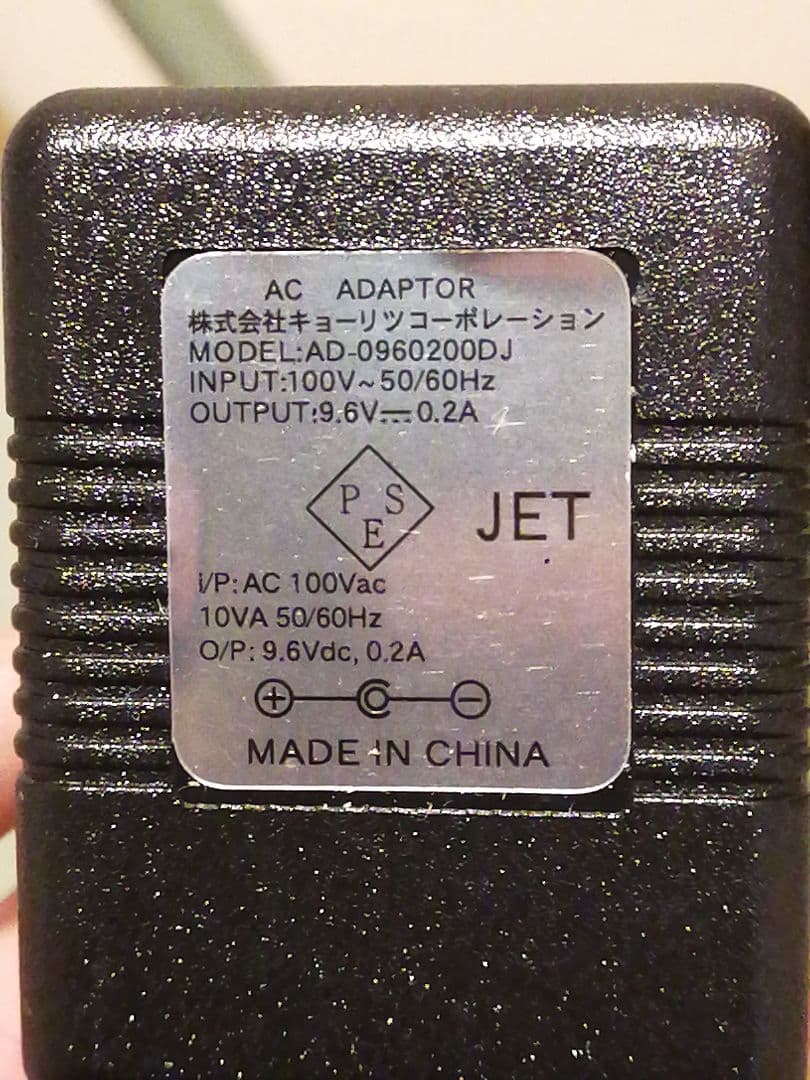 AC ADAPTOR
株式会社キョーリツコーポレーション
MODEL:AD-0960200DJ
INPUT:100V~50/60Hz
OUTPUT:9.6V⎓0.2A
PSE
JET
I/P: AC 100Vac
10VA 50/60Hz
O/P: 9.6Vdc, 0.2A
MADE IN CHINA